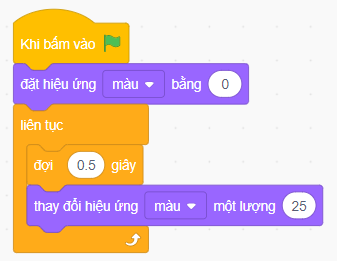 Khi bấm vào
đặt hiệu ứng màu bằng 0
liên tục
đợi 0.5 giây
thay đổi hiệu ứng màu một lượng 25